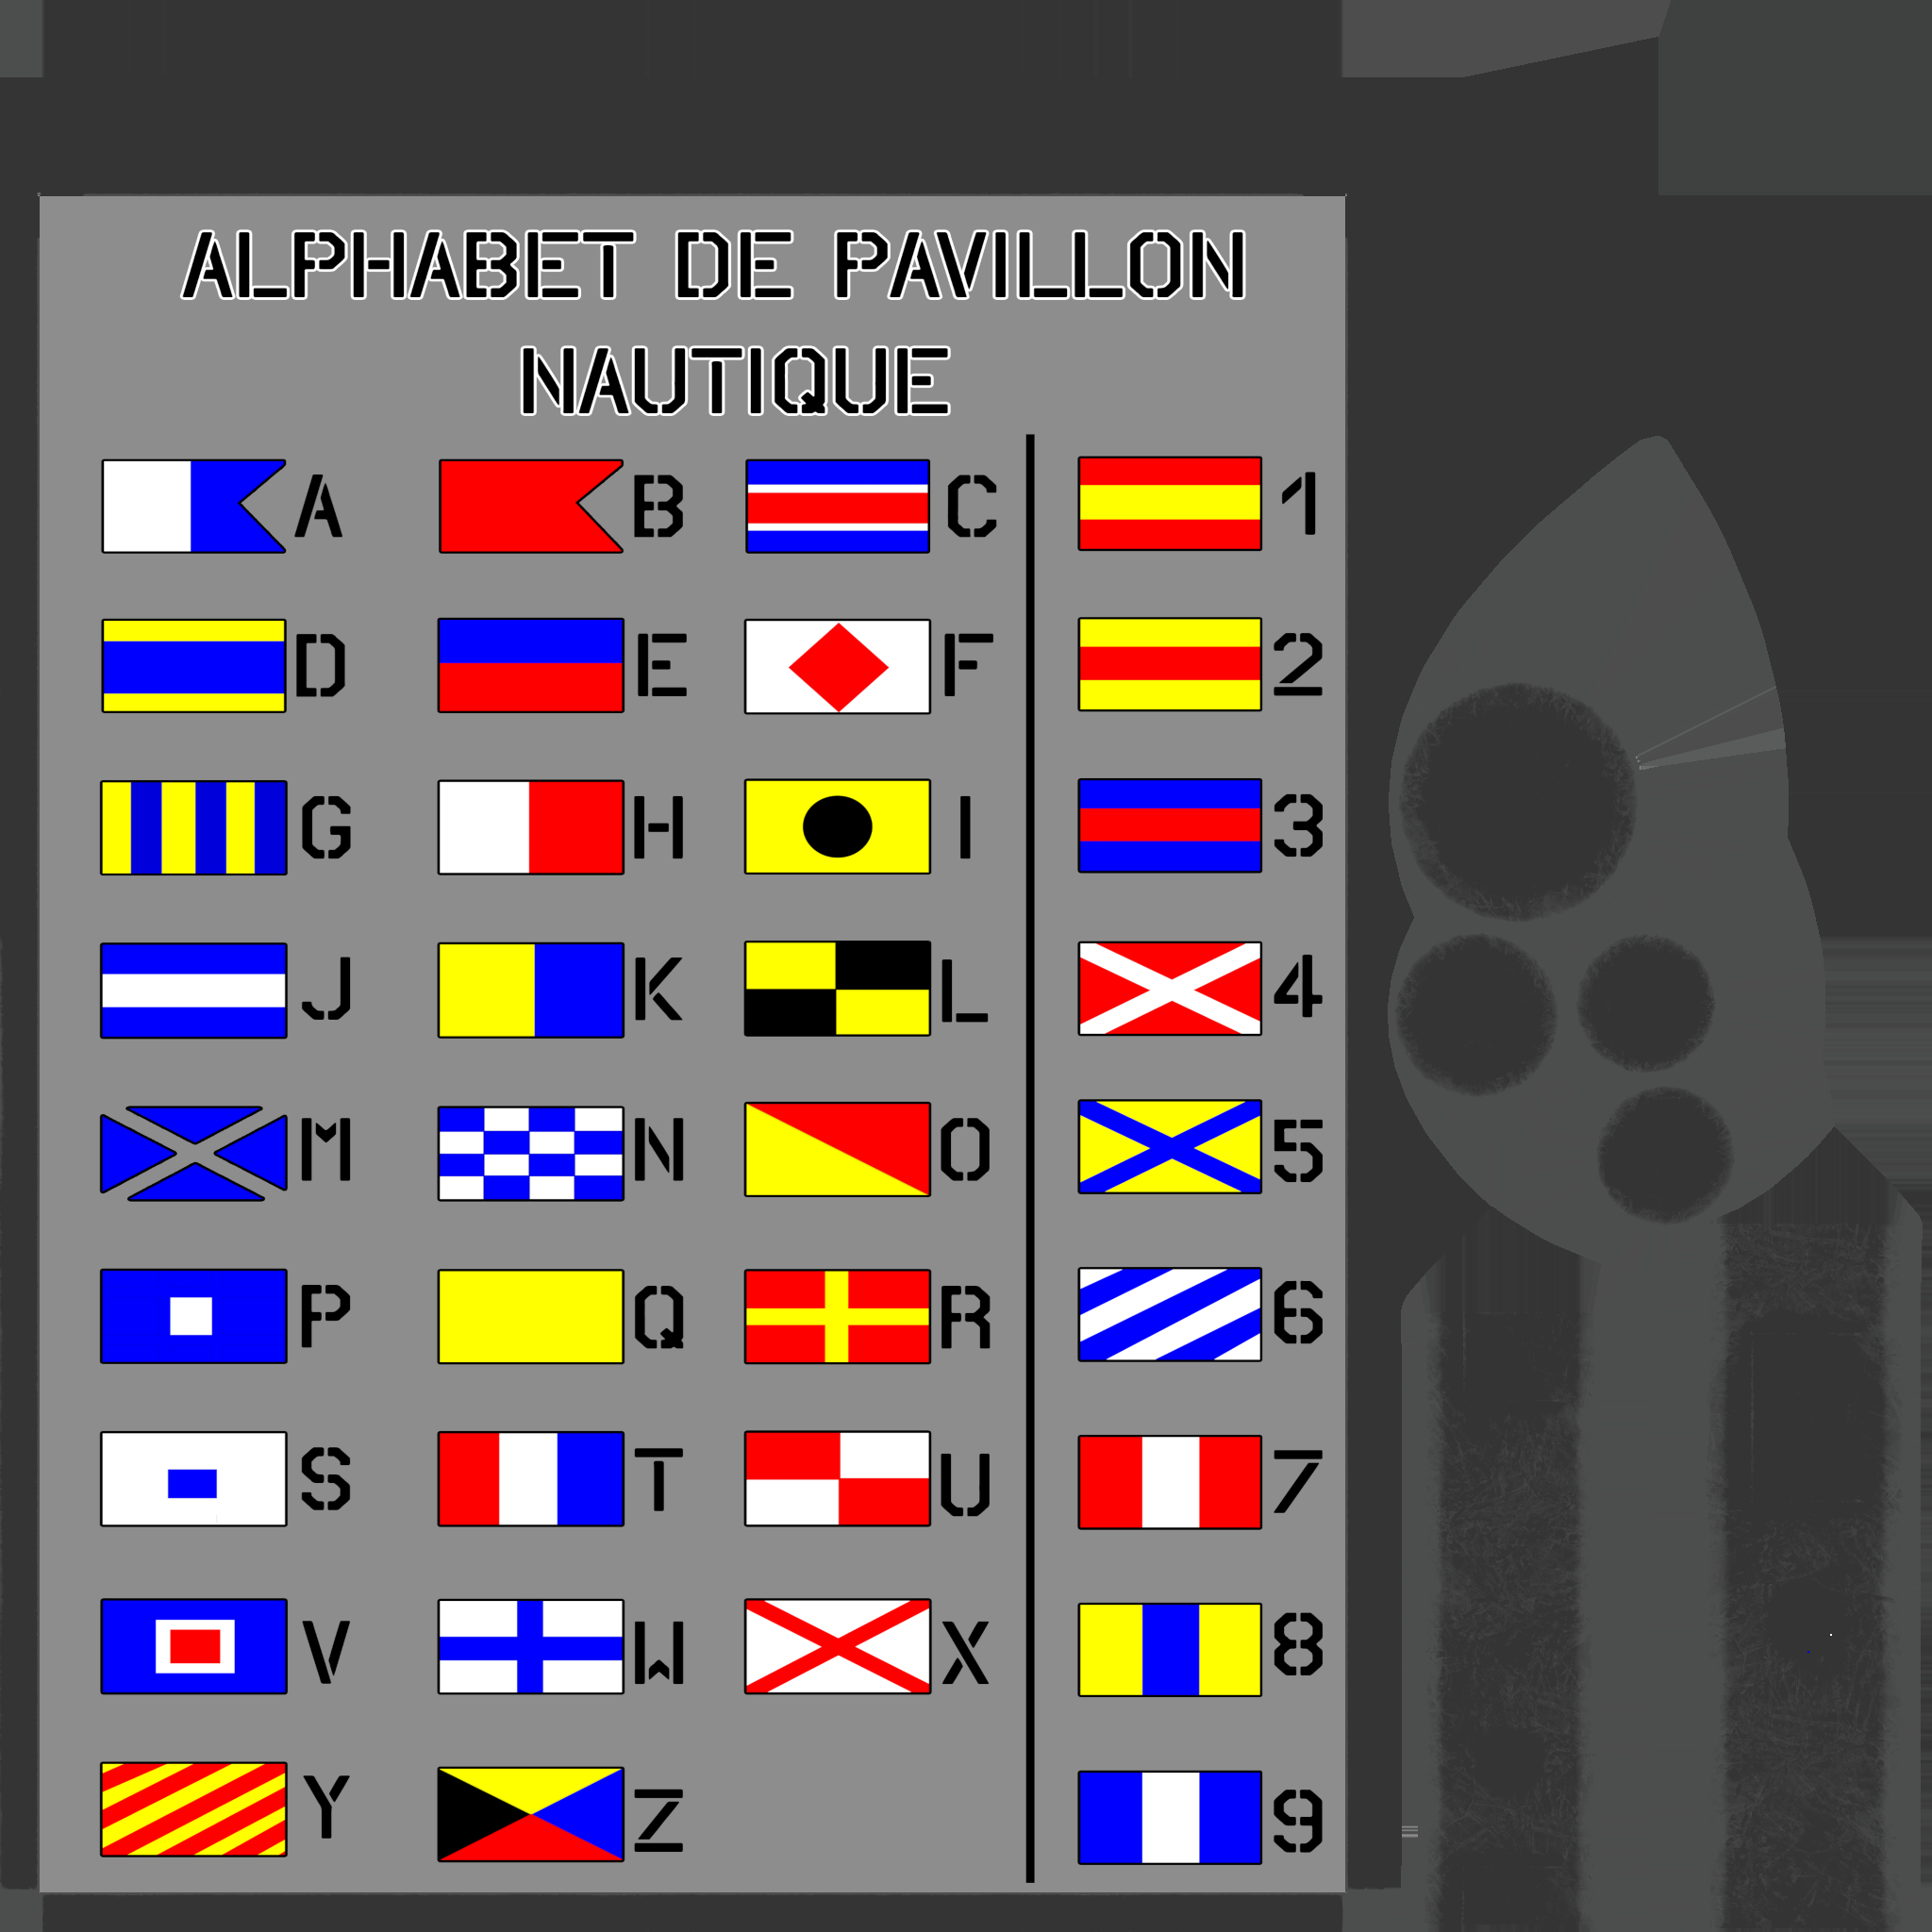 ALPHABET DE PAVILLON
NAUTIQUE
A B C 1
D E F 2
G H I 3
J K L 4
M N O 5
P Q R 6
S T U 7
V W X 8
Y Z 9